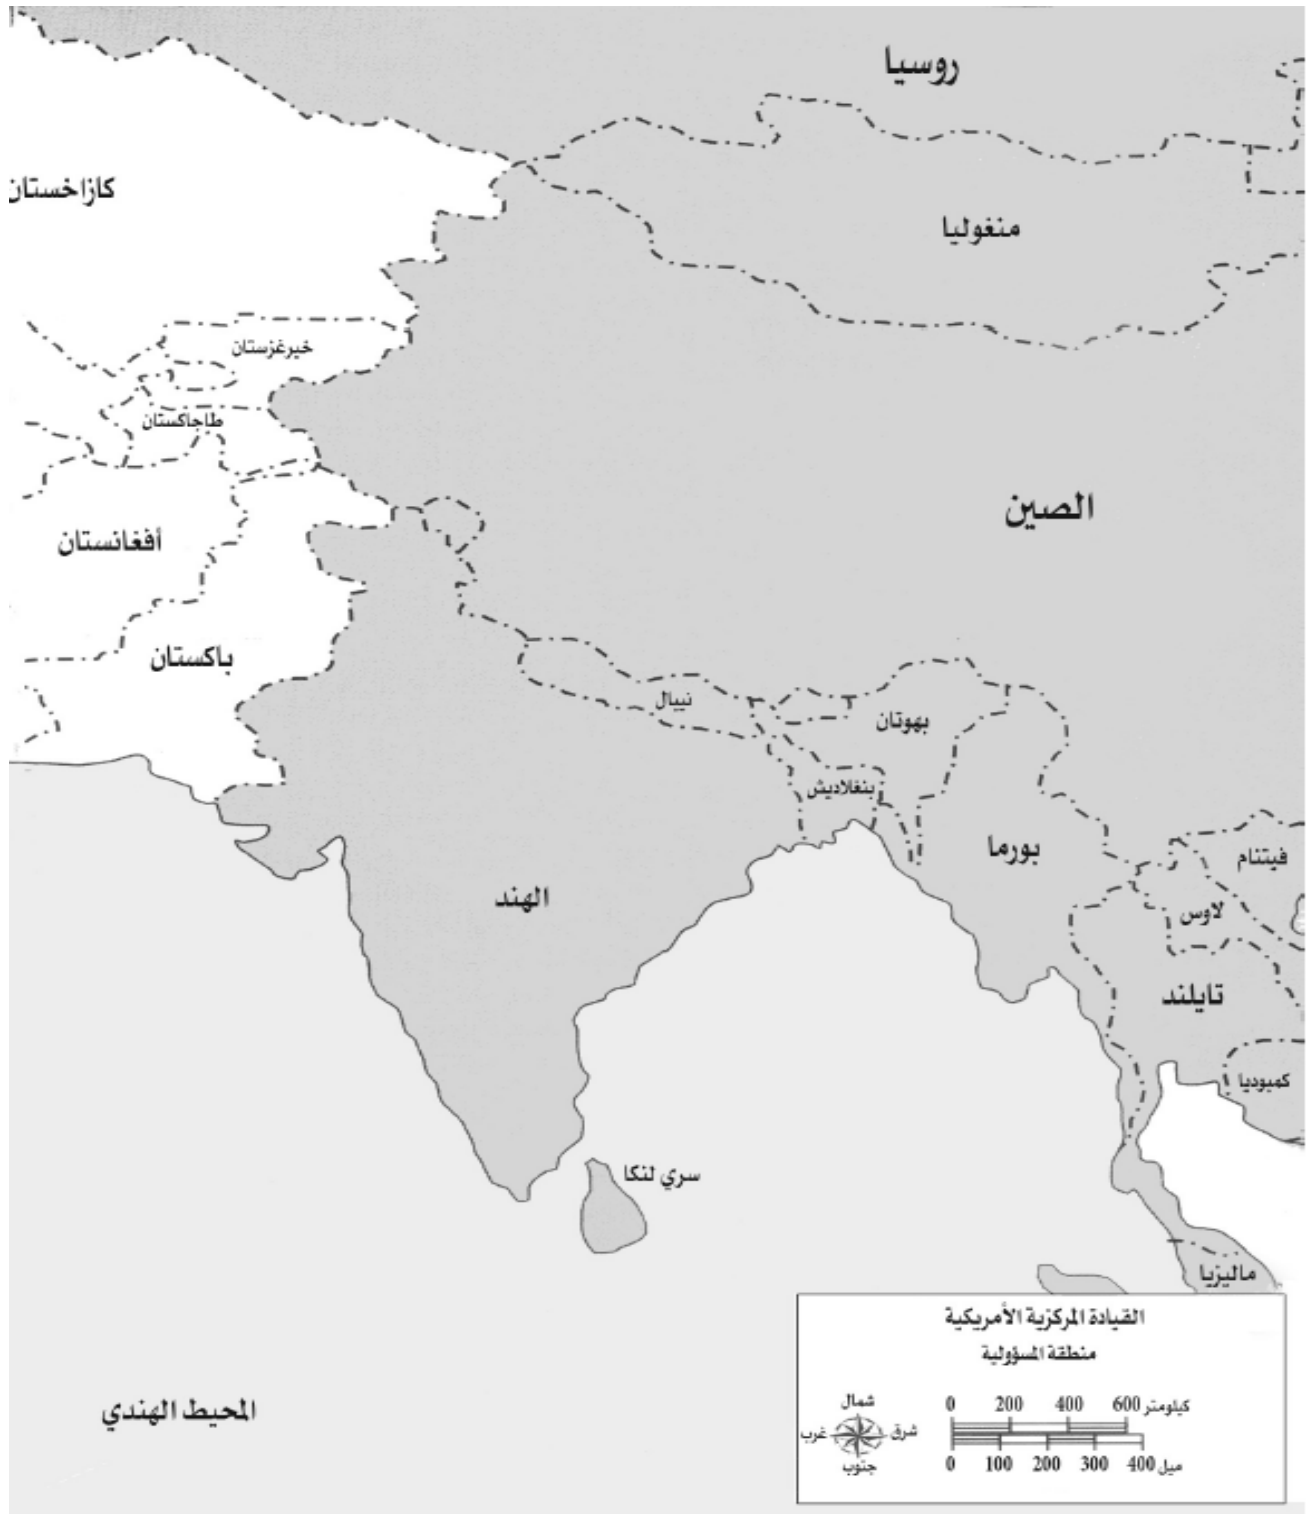 روسيا
كازاخستان
منغوليا
خيرغزستان
طاجاكستان
الصين
أفغانستان
باكستان
نيبال
بهوتان
بنغلاديش
بورما
فيتنام
الهند
لاوس
تايلند
كمبوديا
سري لنكا
ماليزيا
القيادة المركزية الأمريكية
منطقة المسؤولية
شمال
0 200 400 600 كيلومتر
غرب شرق
جنوب
0 100 200 300 400 ميل
المحيط الهندي